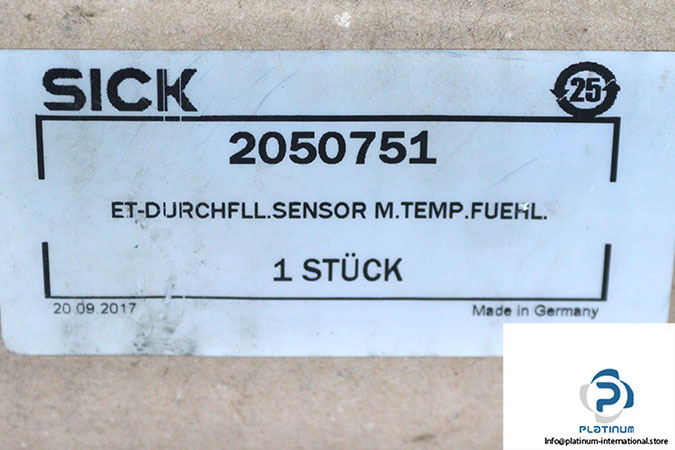 SICK
25
2050751
ET-DURCHFLL.SENSOR M.TEMP.FUEHL.
1 STÜCK
20.09.2017
Made in Germany
PLATINUM
Info@platinum-international.store